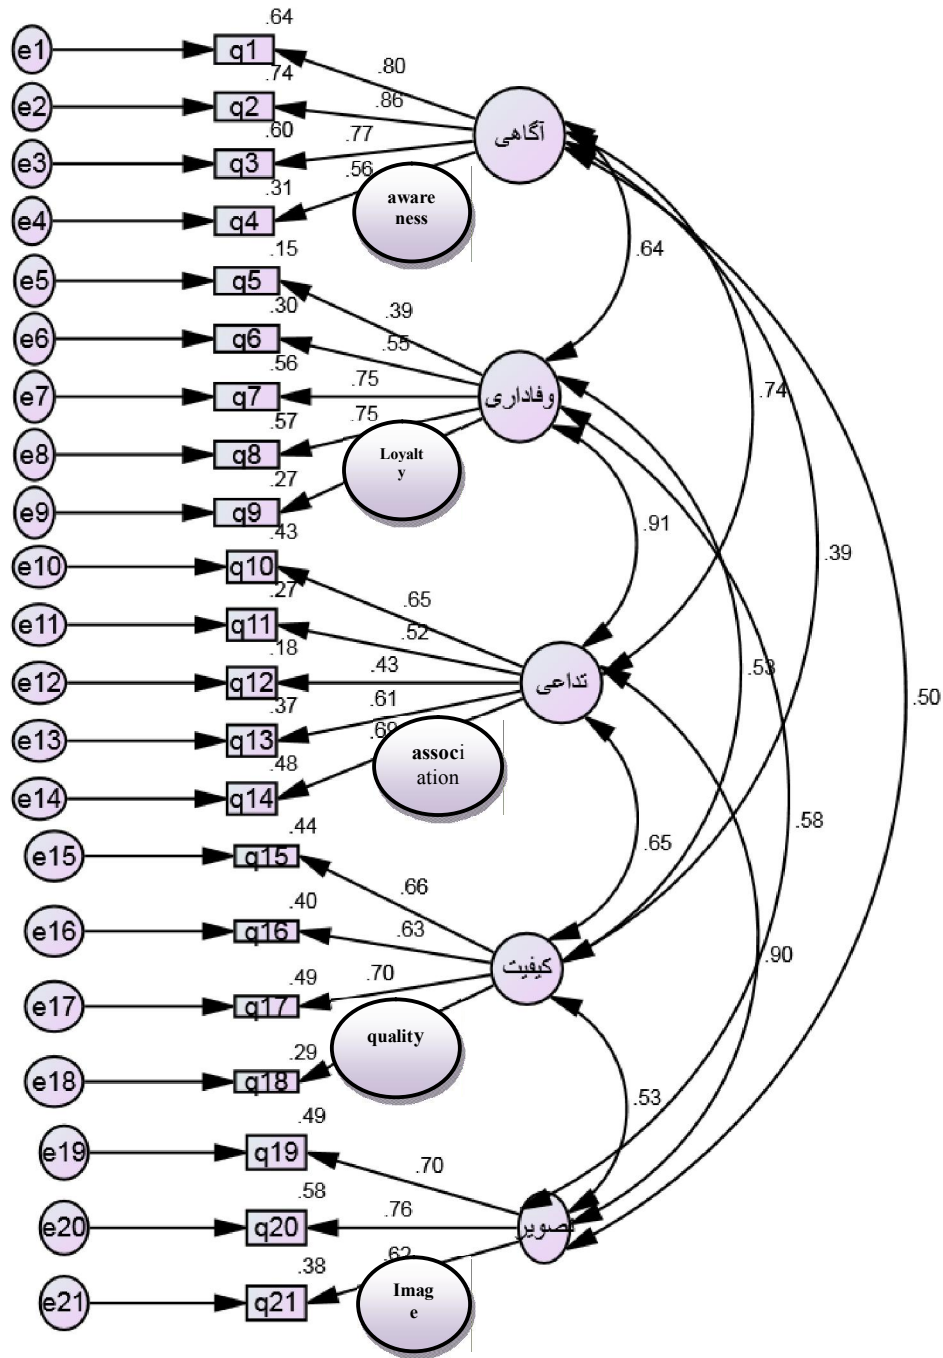 .64
e1 q1 .80
.74
e2 q2 .86
.60
e3 q3 .77
.31 .56
e4 q4
آگاهی
aware
ness
.64
.15
e5 q5 .39
.30
e6 q6 .55
.56
e7 q7 .75
.57
e8 q8 .75
.27
e9 q9
وفاداری
Loyalt
y
.74
.91
.39
.43
e10 q10 .65
.27
e11 q11 .52
.18
e12 q12 .43
.37
e13 q13 .61
.48 .69
e14 q14
تداعی
associ
ation
.53
.50
.58
.65
.44
e15 q15 .66
.40
e16 q16 .63
.49
e17 q17 .70
.29
e18 q18
کیفیت
quality
.90
.53
.49
e19 q19 .70
.58
e20 q20 .76
.38 .62
e21 q21
تصویر
Imag
e